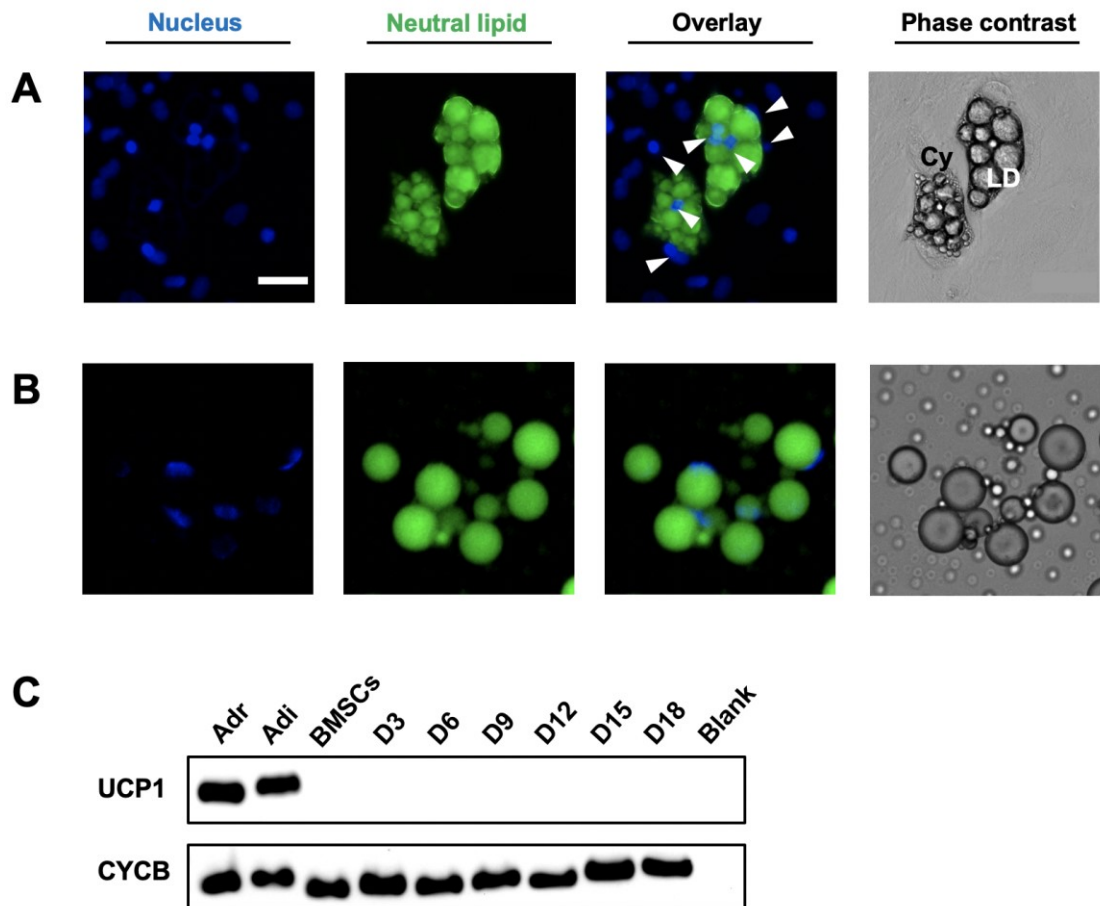 Nucleus Neutral lipid Overlay Phase contrast
A
Cy
LD
B
C
Adr Adi BMSCs D3 D6 D9 D12 D15 D18 Blank
UCP1
CYCB